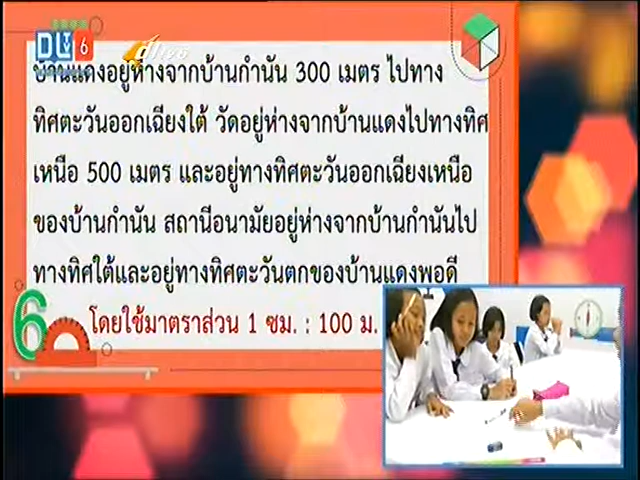 DLTV 6
บ้านแดงอยู่ห่างจากบ้านกำนัน 300 เมตร ไปทาง
ทิศตะวันออกเฉียงใต้ วัดอยู่ห่างจากบ้านแดงไปทางทิศ
เหนือ 500 เมตร และอยู่ทางทิศตะวันออกเฉียงเหนือ
ของบ้านกำนัน สถานีอนามัยอยู่ห่างจากบ้านกำนันไป
ทางทิศใต้และอยู่ทางทิศตะวันตกของบ้านแดงพอดี
6
โดยใช้มาตราส่วน 1 ซม. : 100 ม.